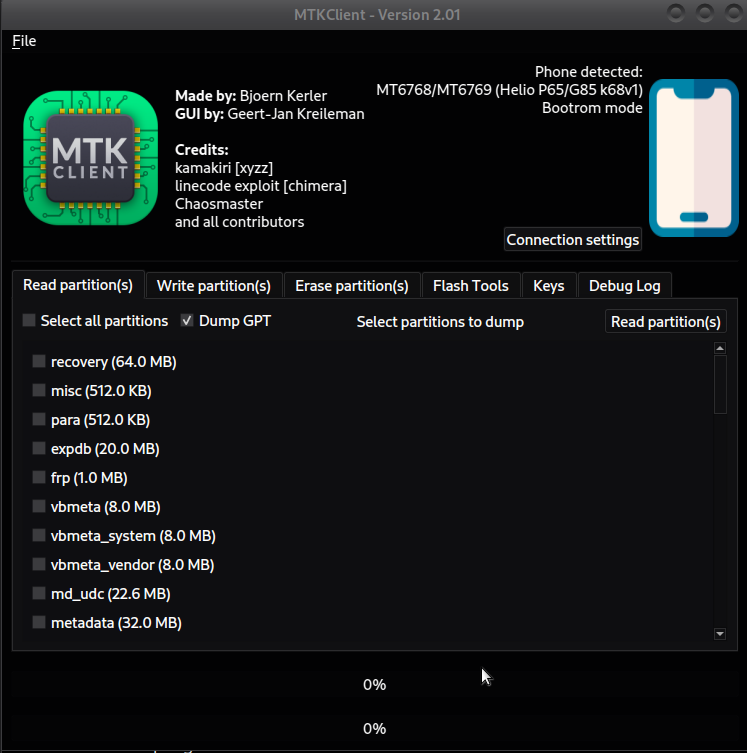 MTKClient - Version 2.01
File
MTK
CLIENT
Made by: Bjoern Kerler
GUI by: Geert-Jan Kreileman
Credits:
kamakiri [xyzz]
linecode exploit [chimera]
Chaosmaster
and all contributors
Phone detected:
MT6768/MT6769 (Helio P65/G85 k68v1)
Bootrom mode
Connection settings
Read partition(s) Write partition(s) Erase partition(s) Flash Tools Keys Debug Log
Select all partitions Dump GPT Select partitions to dump Read partition(s)
recovery (64.0 MB)
misc (512.0 KB)
para (512.0 KB)
expdb (20.0 MB)
frp (1.0 MB)
vbmeta (8.0 MB)
vbmeta_system (8.0 MB)
vbmeta_vendor (8.0 MB)
md_udc (22.6 MB)
metadata (32.0 MB)
0%
0%